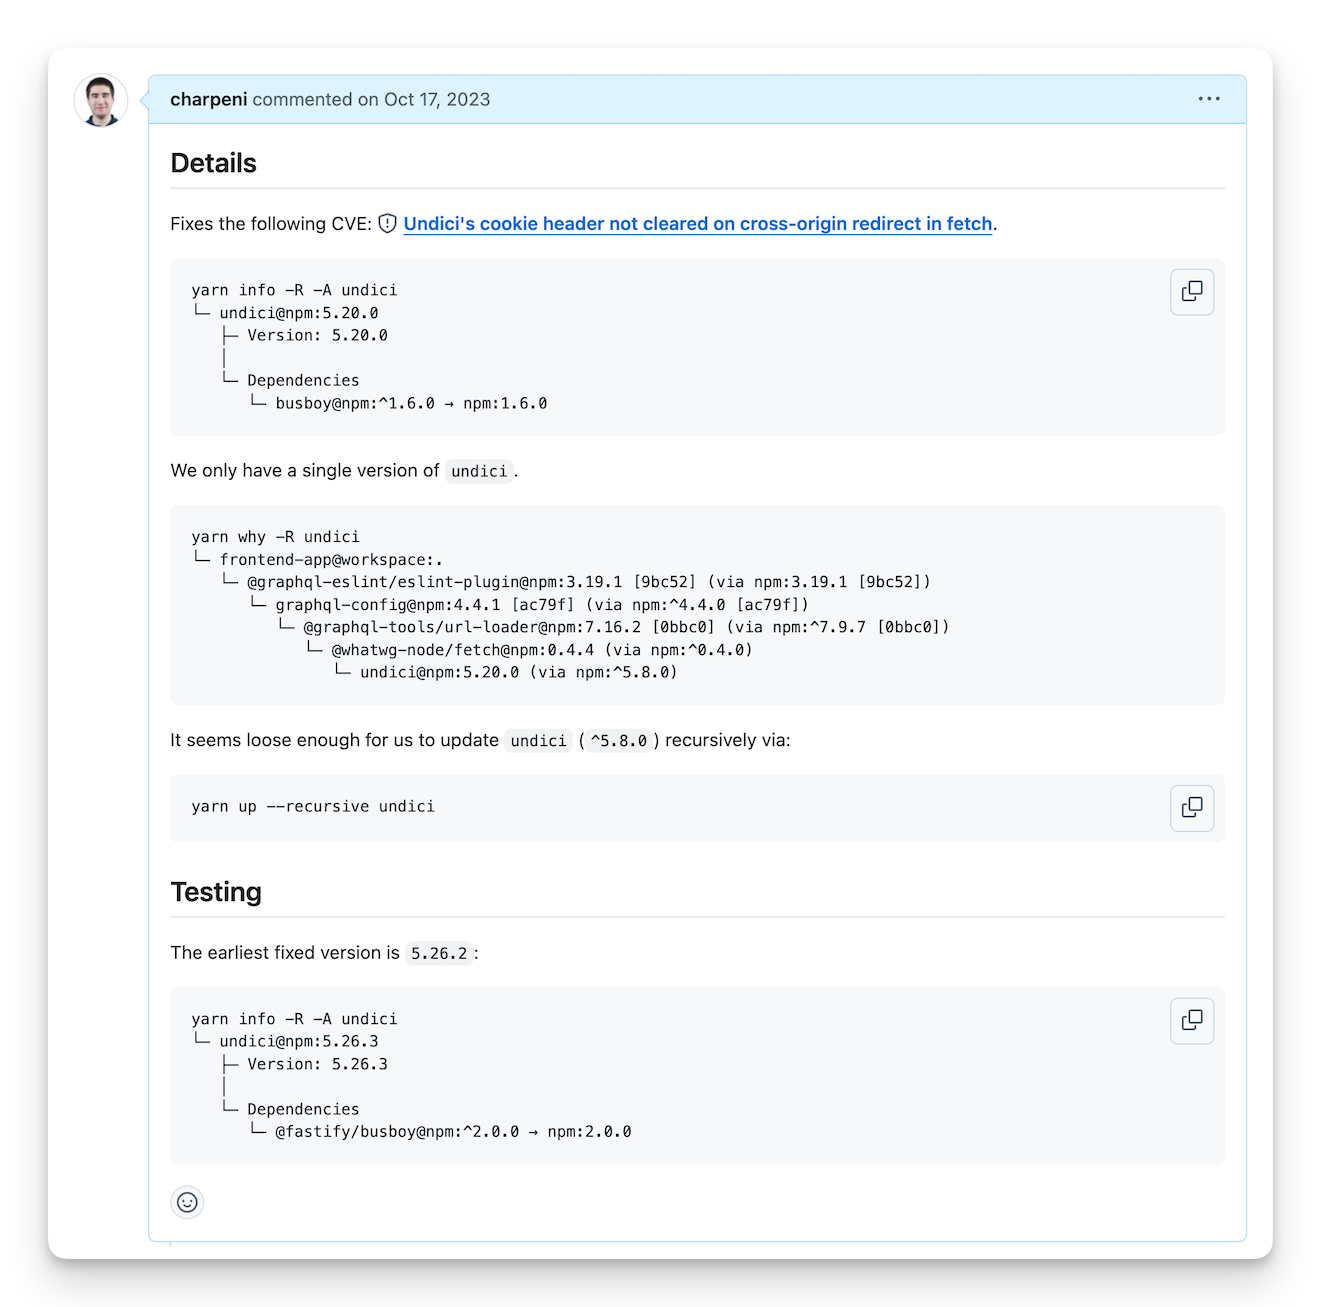 charpeni commented on Oct 17, 2023
Details
Fixes the following CVE: Undici's cookie header not cleared on cross-origin redirect in fetch.
yarn info -R -A undici
└─ undici@npm:5.20.0
   ├─ Version: 5.20.0
   │
   └─ Dependencies
      └─ busboy@npm:^1.6.0 → npm:1.6.0
We only have a single version of undici.
yarn why -R undici
└─ frontend-app@workspace:.
   └─ @graphql-eslint/eslint-plugin@npm:3.19.1 [9bc52] (via npm:3.19.1 [9bc52])
      └─ graphql-config@npm:4.4.1 [ac79f] (via npm:^4.4.0 [ac79f])
         └─ @graphql-tools/url-loader@npm:7.16.2 [0bbc0] (via npm:^7.9.7 [0bbc0])
            └─ @whatwg-node/fetch@npm:0.4.4 (via npm:^0.4.0)
               └─ undici@npm:5.20.0 (via npm:^5.8.0)
It seems loose enough for us to update undici (^5.8.0) recursively via:
yarn up --recursive undici
Testing
The earliest fixed version is 5.26.2:
yarn info -R -A undici
└─ undici@npm:5.26.3
   ├─ Version: 5.26.3
   │
   └─ Dependencies
      └─ @fastify/busboy@npm:^2.0.0 → npm:2.0.0